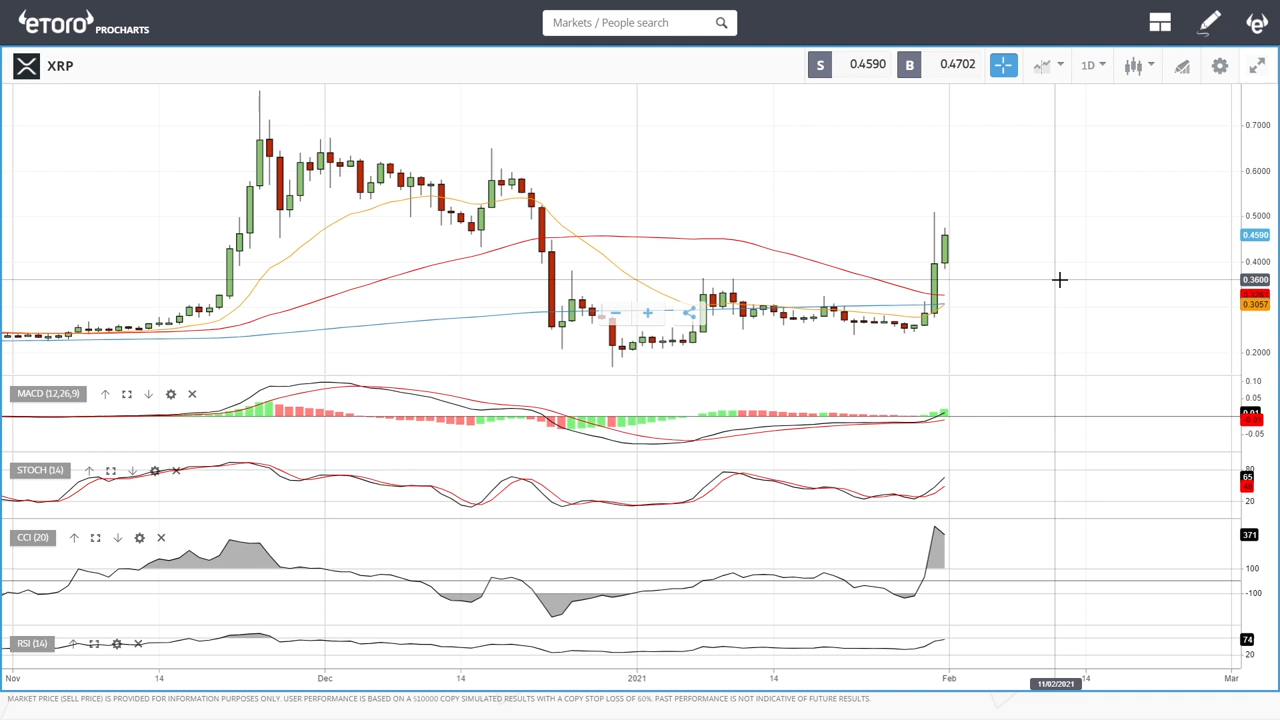 eToro PROCHARTS
Markets / People search
XRP
S 0.4590 B 0.4702
1D
0.7000
0.6000
0.5000
0.4590
0.4000
0.3600
0.3057
0.2000
MACD (12,26,9)
0.10
0.05
0.01
-0.05
STOCH (14)
80
65
20
CCI (20)
371
100
-100
RSI (14)
74
20
Nov 14 Dec 14 2021 14 Feb 14 Mar
11/02/2021
MARKET PRICE (SELL PRICE) IS PROVIDED FOR INFORMATION PURPOSES ONLY. USER PERFORMANCE IS BASED ON A $10000 COPY SIMULATED RESULTS WITH A COPY STOP LOSS OF 60%. PAST PERFORMANCE IS NOT INDICATIVE OF FUTURE RESULTS.